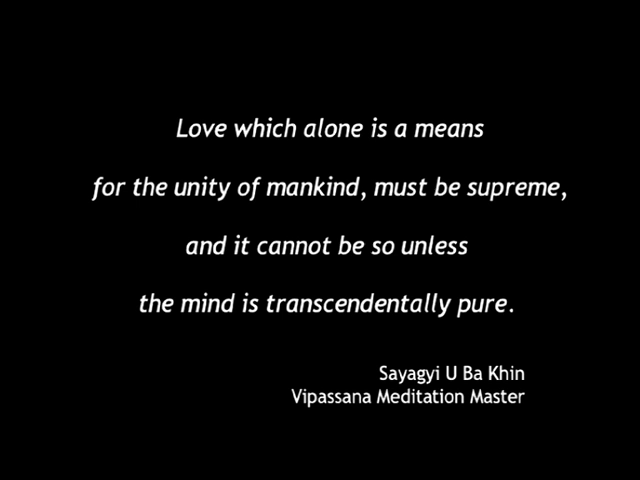 Love which alone is a means
for the unity of mankind, must be supreme,
and it cannot be so unless
the mind is transcendentally pure.
Sayagyi U Ba Khin
Vipassana Meditation Master